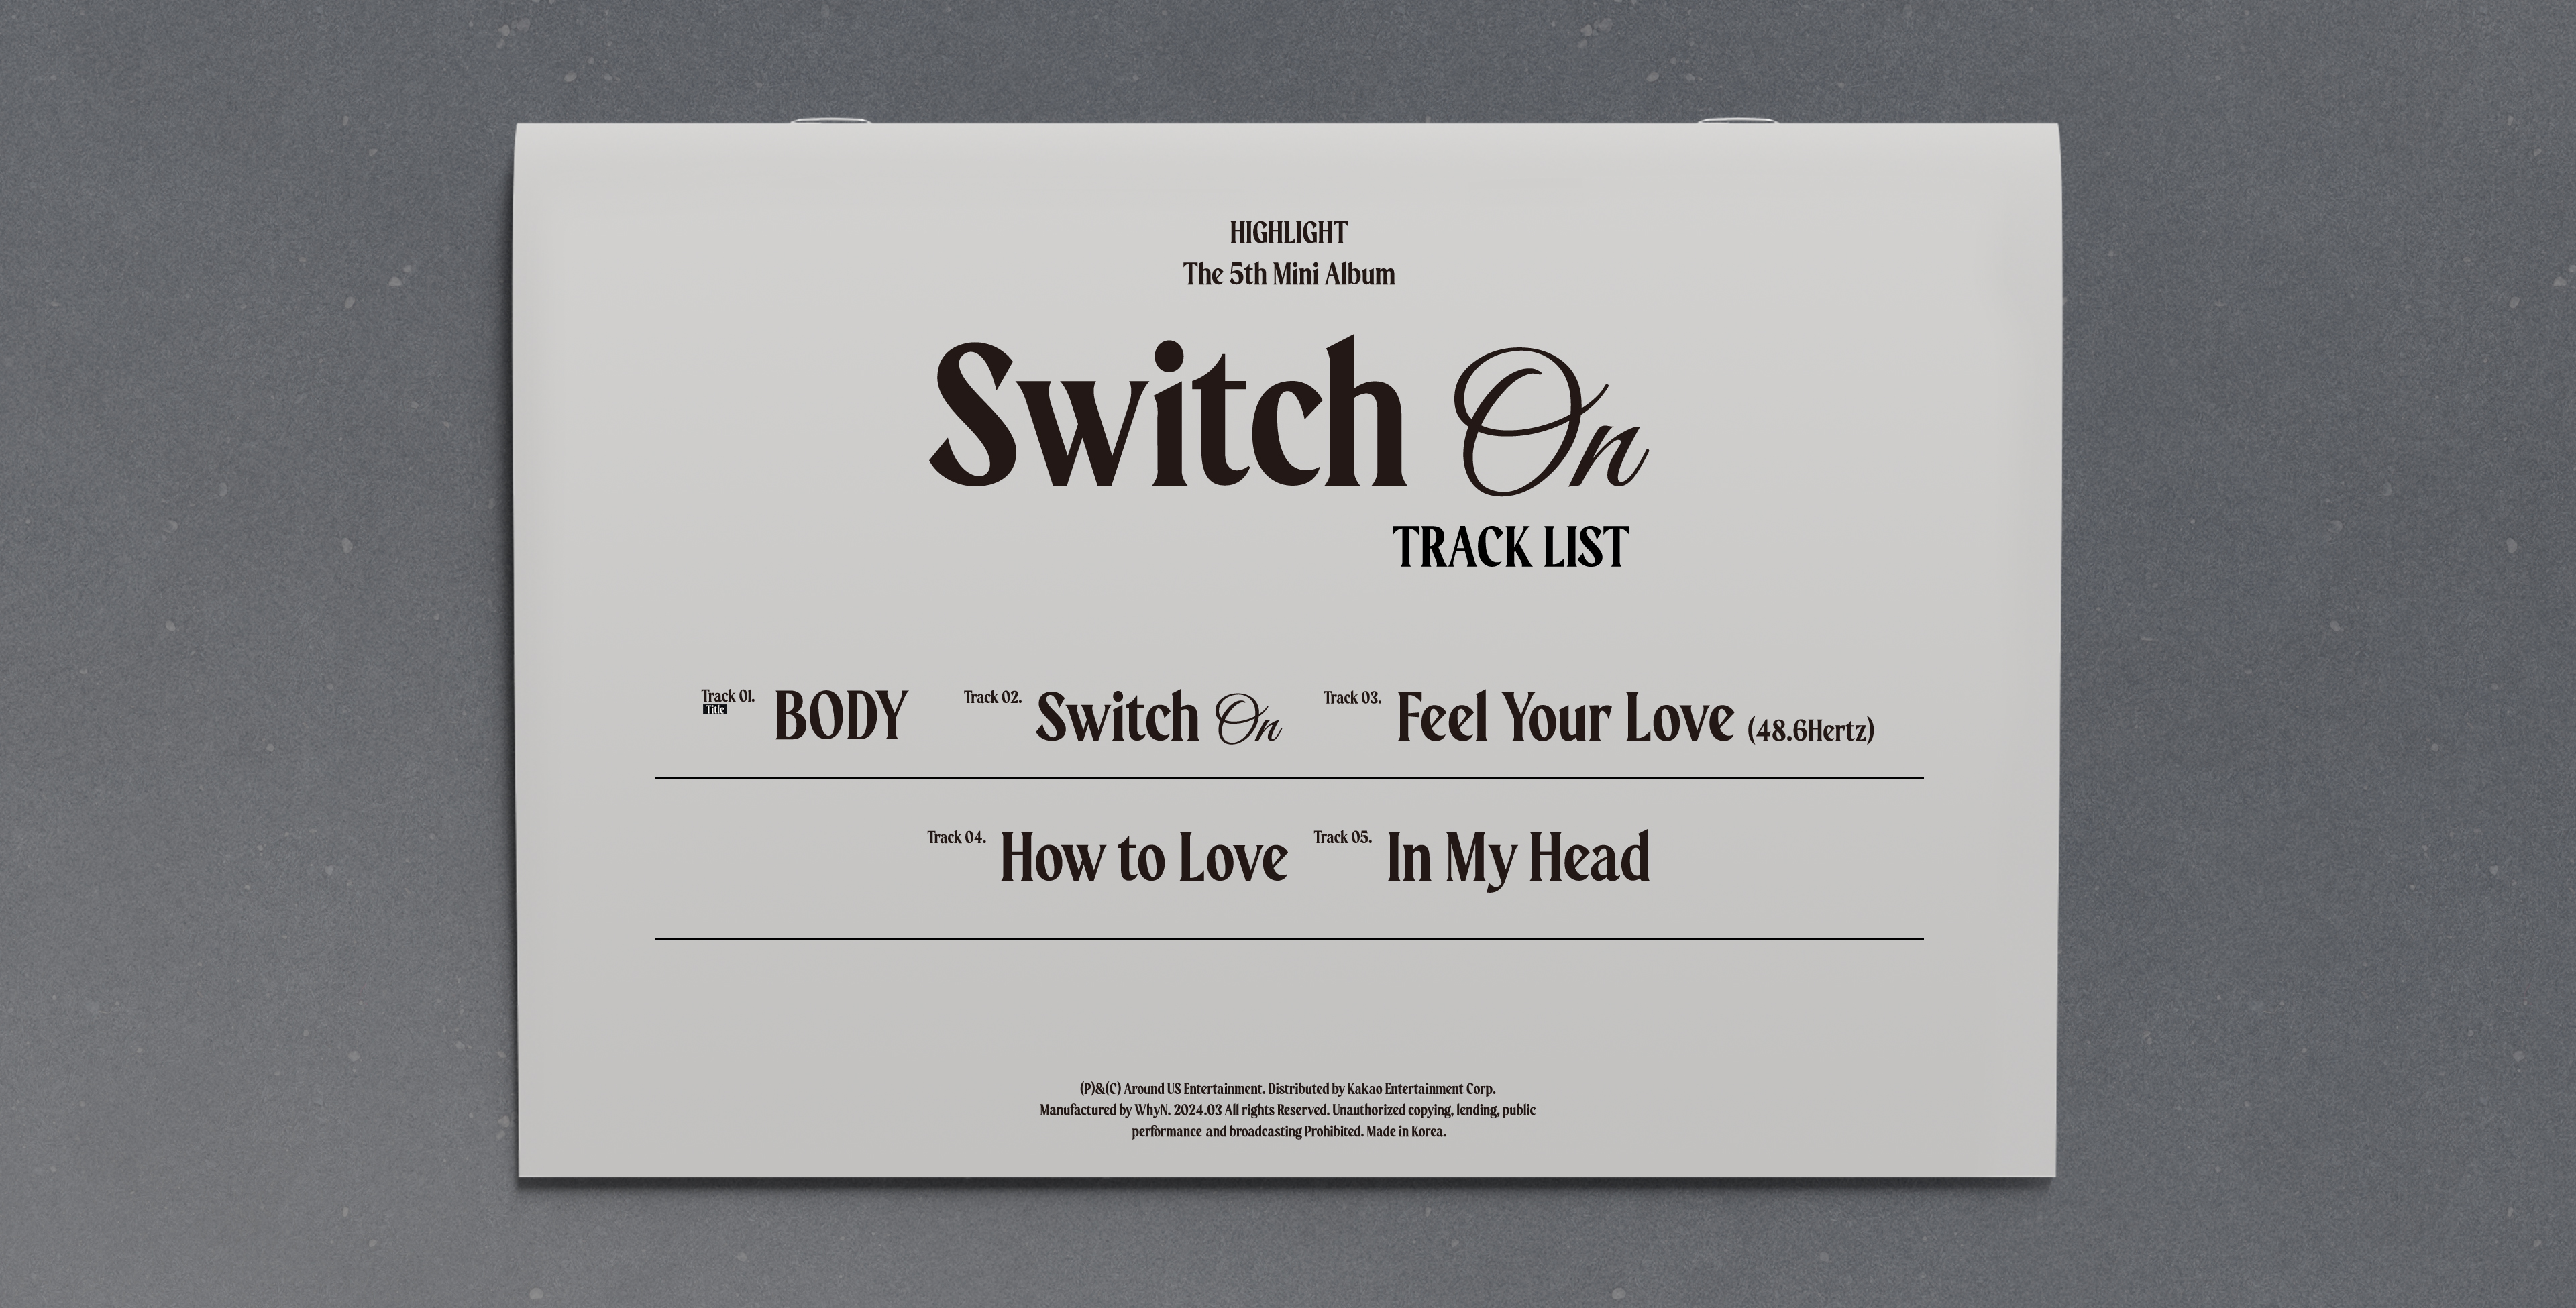 HIGHLIGHT
The 5th Mini Album
Switch On
TRACK LIST
Track 01. BODY Track 02. Switch On Track 03. Feel Your Love (48.6Hertz)
Title
Track 04. How to Love Track 05. In My Head
(P)&(C) Around US Entertainment. Distributed by Kakao Entertainment Corp.
Manufactured by WhyN. 2024.03 All rights Reserved. Unauthorized copying, lending, public
performance and broadcasting Prohibited. Made in Korea.